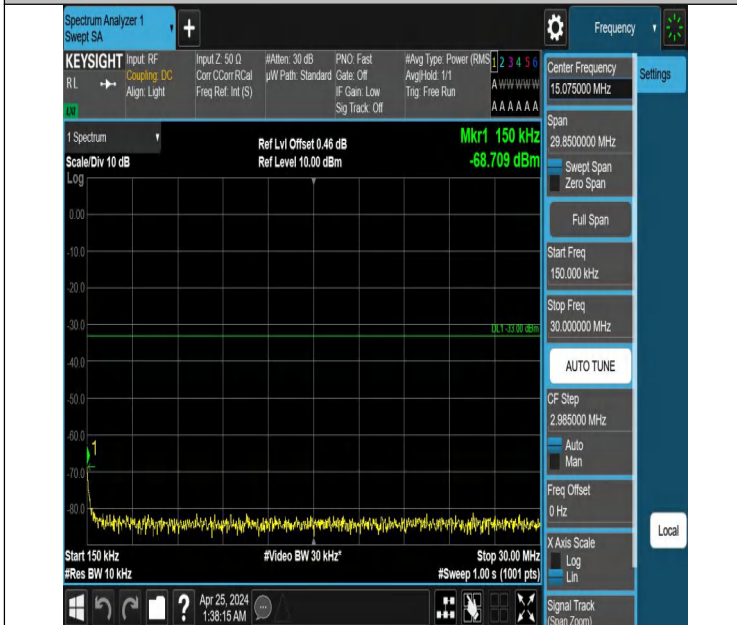 Spectrum Analyzer 1
Swept SA
+
Frequency
KEYSIGHT
RL
LXI
Input: RF
Coupling: DC
Align: Light
Input Z: 50 Ω
Corr CCorr RCal
Freq Ref: Int (S)
#Atten: 30 dB
µW Path: Standard
PNO: Fast
Gate: Off
IF Gain: Low
Sig Track: Off
#Avg Type: Power (RMS
Avg|Hold: 1/1
Trig: Free Run
1 2 3 4 5 6
A W W W W W
A A A A A A
1 Spectrum
Scale/Div 10 dB
Log
Ref Lvl Offset 0.46 dB
Ref Level 10.00 dBm
Mkr1 150 kHz
-68.709 dBm
0.00
-10.0
-20.0
-30.0
DL1 -33.00 dBm
-40.0
-50.0
-60.0
1
-70.0
-80.0
Start 150 kHz
#Video BW 30 kHz*
Stop 30.00 MHz
#Res BW 10 kHz
#Sweep 1.00 s (1001 pts)
?
Apr 25, 2024
1:38:15 AM
Center Frequency
15.075000 MHz
Settings
Span
29.8500000 MHz
Swept Span
Zero Span
Full Span
Start Freq
150.000 kHz
Stop Freq
30.000000 MHz
AUTO TUNE
CF Step
2.985000 MHz
Auto
Man
Freq Offset
0 Hz
Local
X Axis Scale
Log
Lin
Signal Track
(Span Zoom)